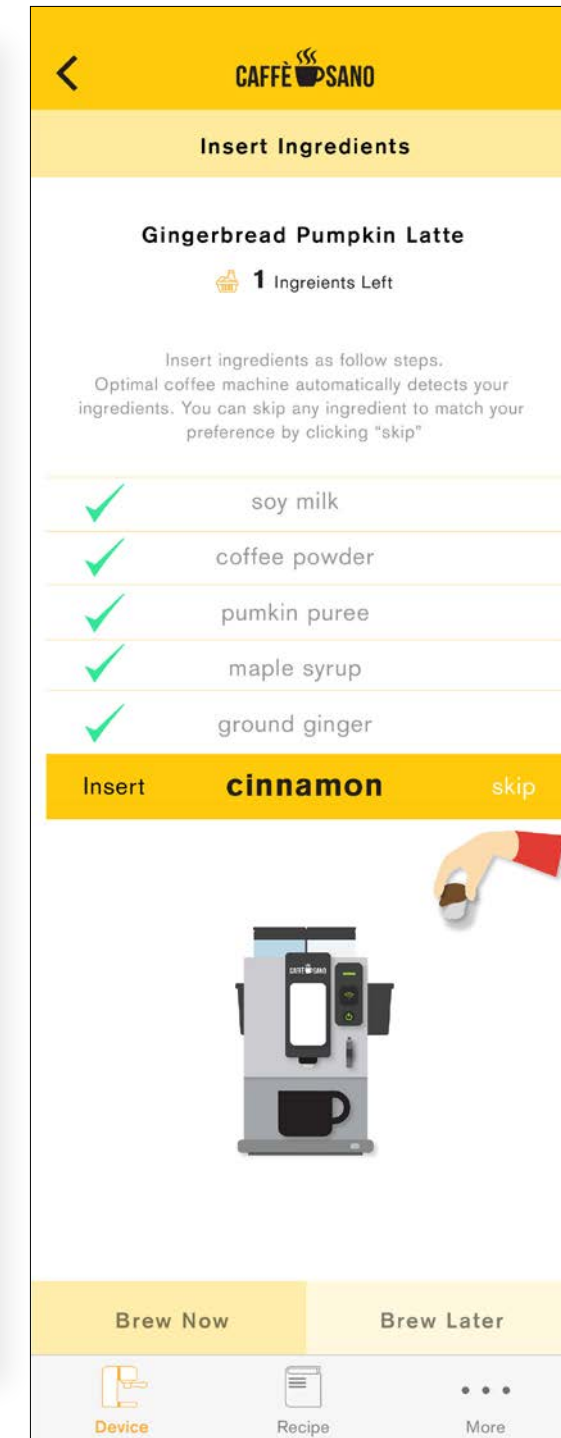 CAFFÈ SANO
Insert Ingredients
Gingerbread Pumpkin Latte
1 Ingreients Left
Insert ingredients as follow steps.
Optimal coffee machine automatically detects your
ingredients. You can skip any ingredient to match your
preference by clicking “skip”
soy milk
coffee powder
pumkin puree
maple syrup
ground ginger
Insert cinnamon skip
CAFFÈ SANO
Brew Now Brew Later
Device Recipe More